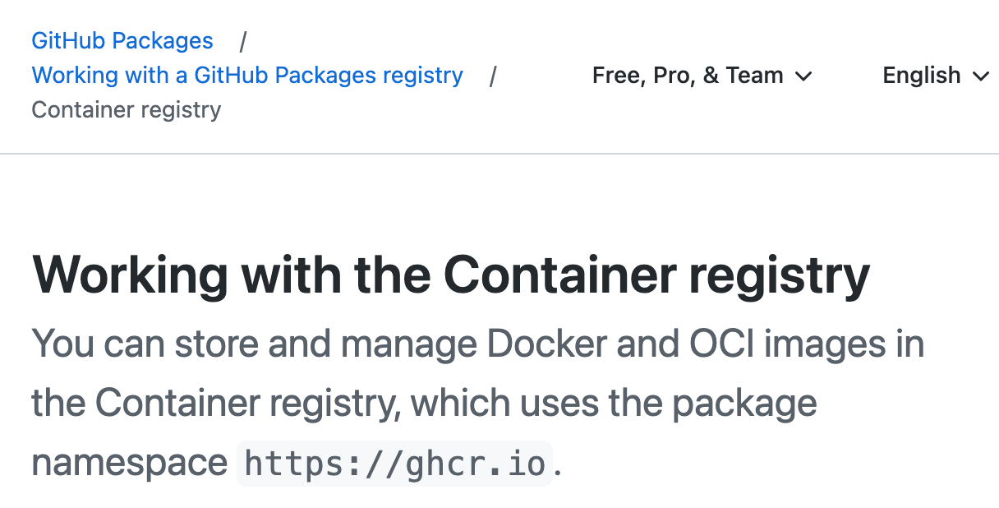 GitHub Packages /
Working with a GitHub Packages registry /
Container registry
Free, Pro, & Team
English
Working with the Container registry
You can store and manage Docker and OCI images in
the Container registry, which uses the package
namespace https://ghcr.io.